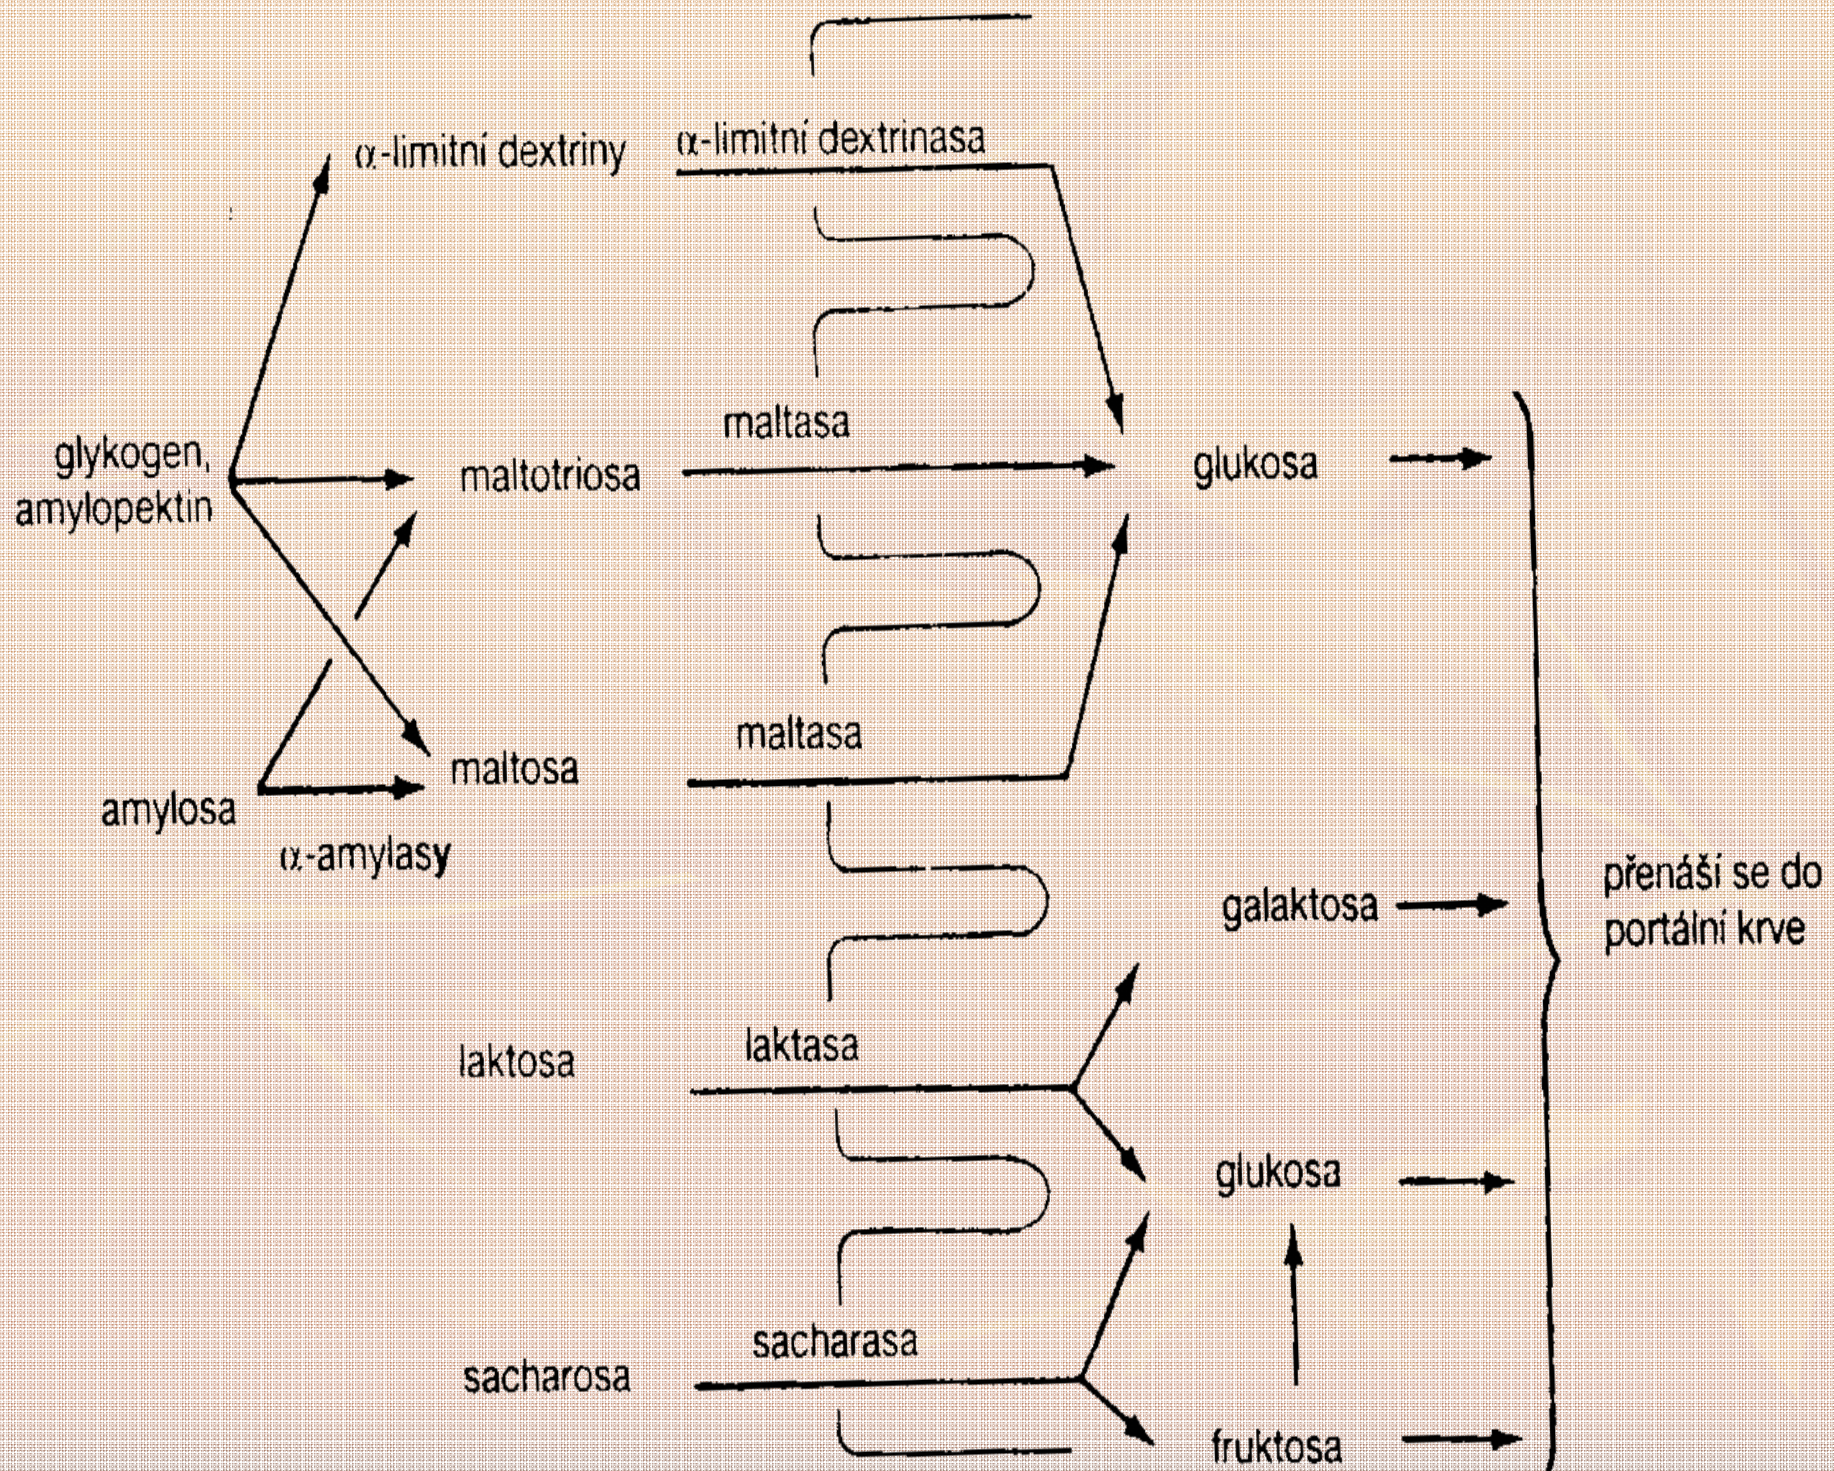 α-limitní dextriny
α-limitní dextrinasa
glykogen,
amylopektin
maltotriosa
maltasa
glukosa
maltasa
maltosa
amylosa
α-amylasy
galaktosa
přenáší se do
portální krve
laktosa
laktasa
glukosa
sacharasa
sacharosa
fruktosa